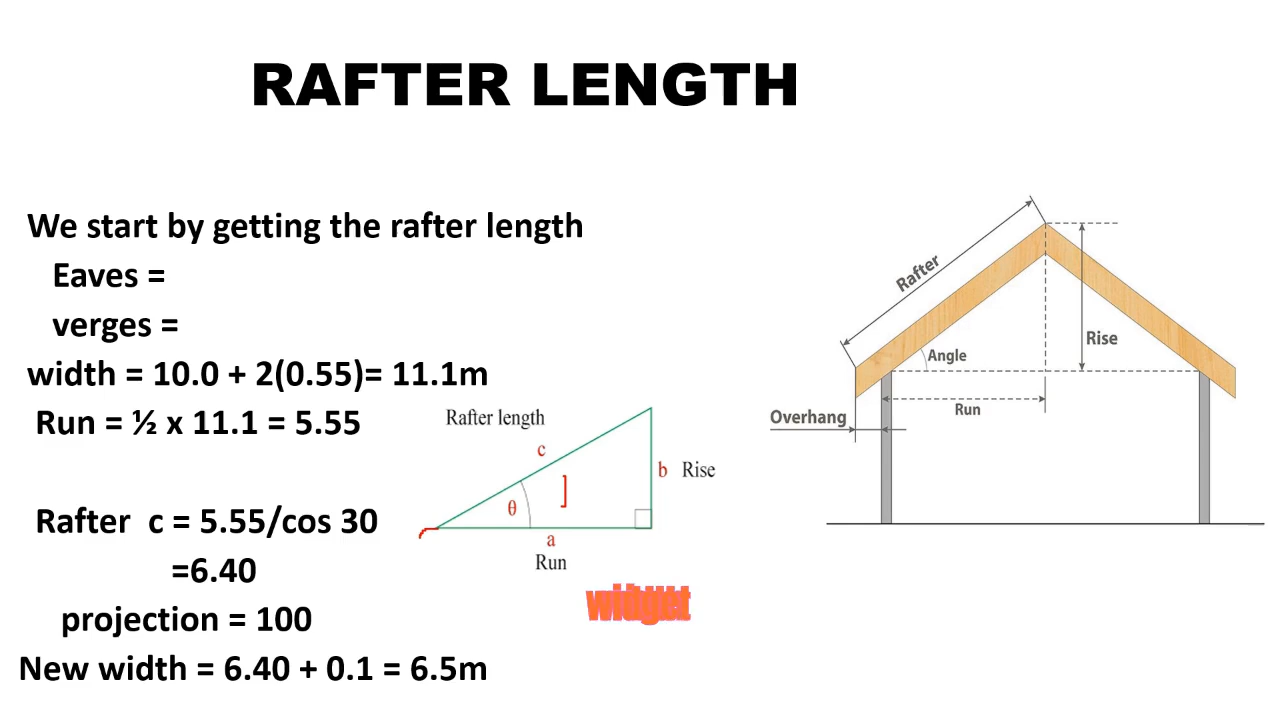 RAFTER LENGTH
We start by getting the rafter length
Eaves =
verges =
width = 10.0 + 2(0.55)= 11.1m
Run = ½ x 11.1 = 5.55
Rafter c = 5.55/cos 30
=6.40
projection = 100
New width = 6.40 + 0.1 = 6.5m
Rafter length
c
b Rise
θ
a
Run
Rafter
Rise
Angle
Run
Overhang